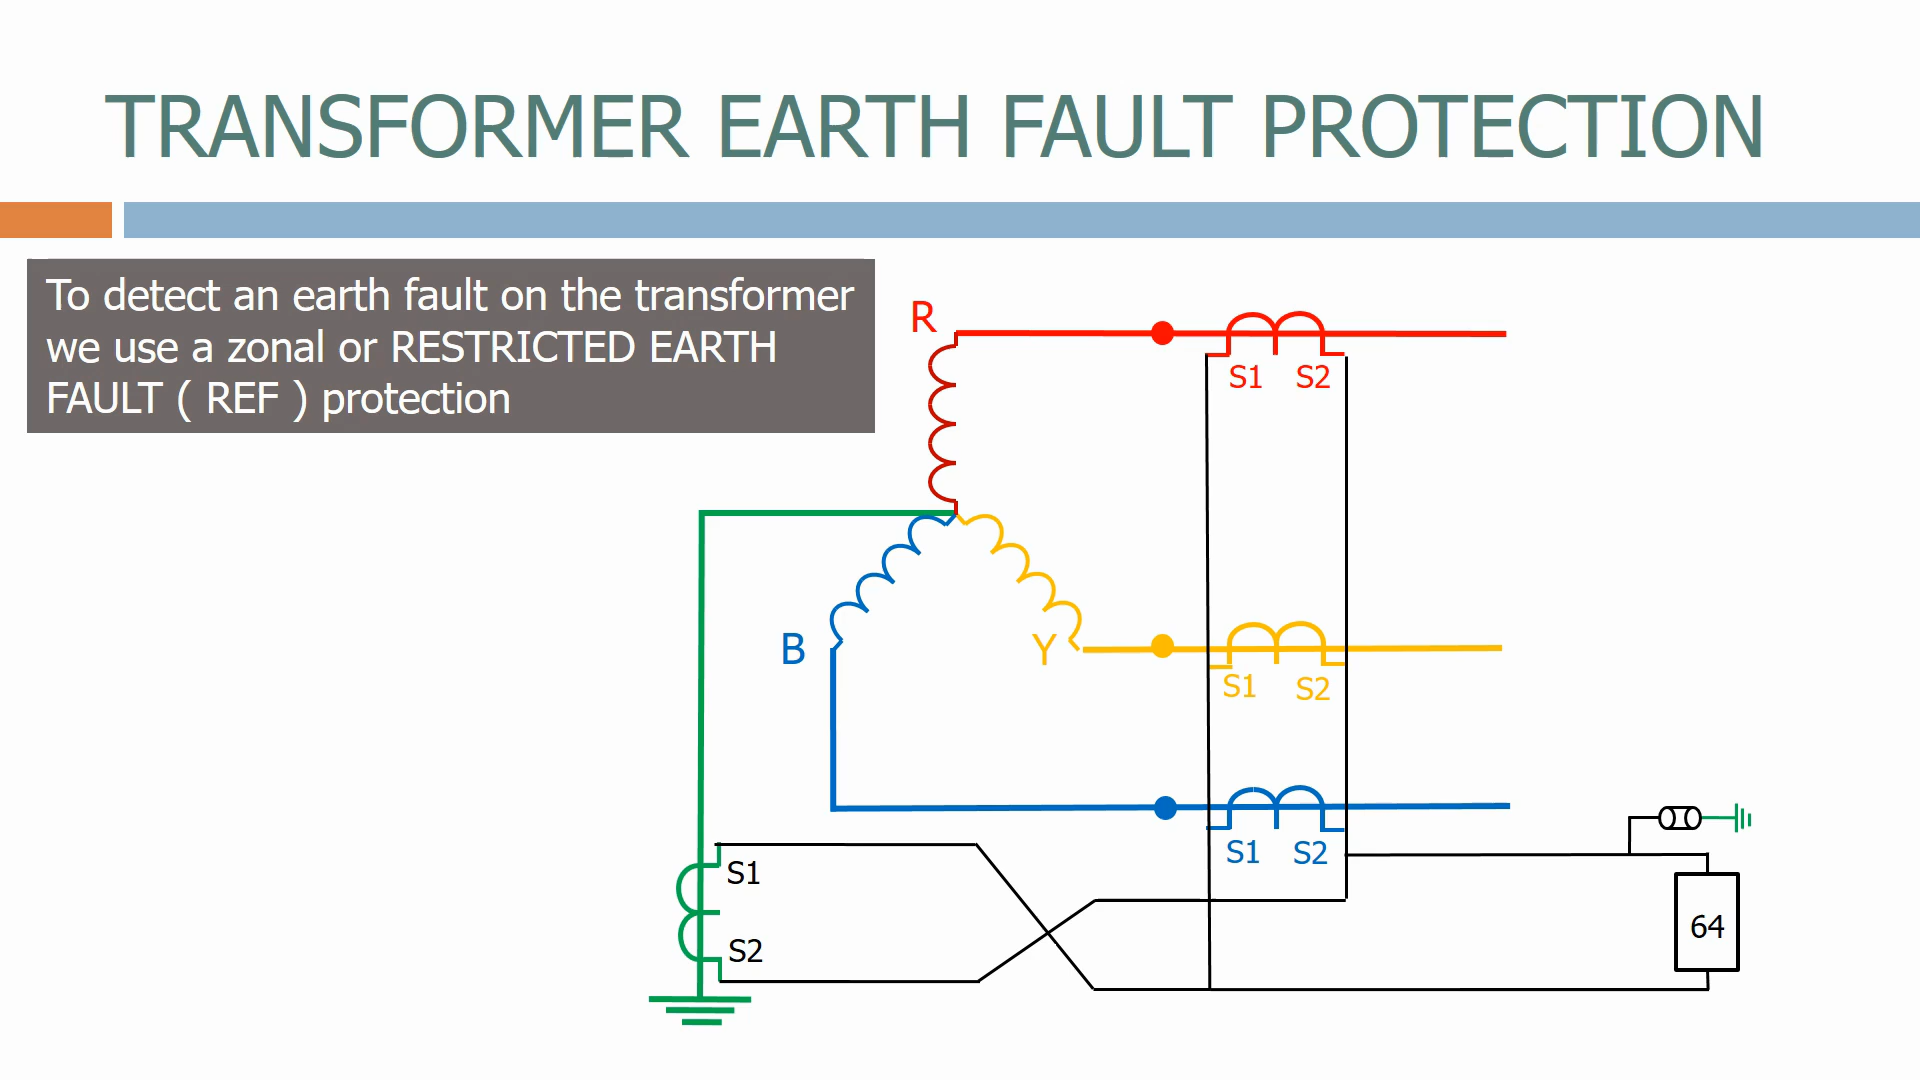 TRANSFORMER EARTH FAULT PROTECTION
To detect an earth fault on the transformer
we use a zonal or RESTRICTED EARTH
FAULT ( REF ) protection
R
S1 S2
B
Y
S1 S2
S1 S2
S1
S2
64